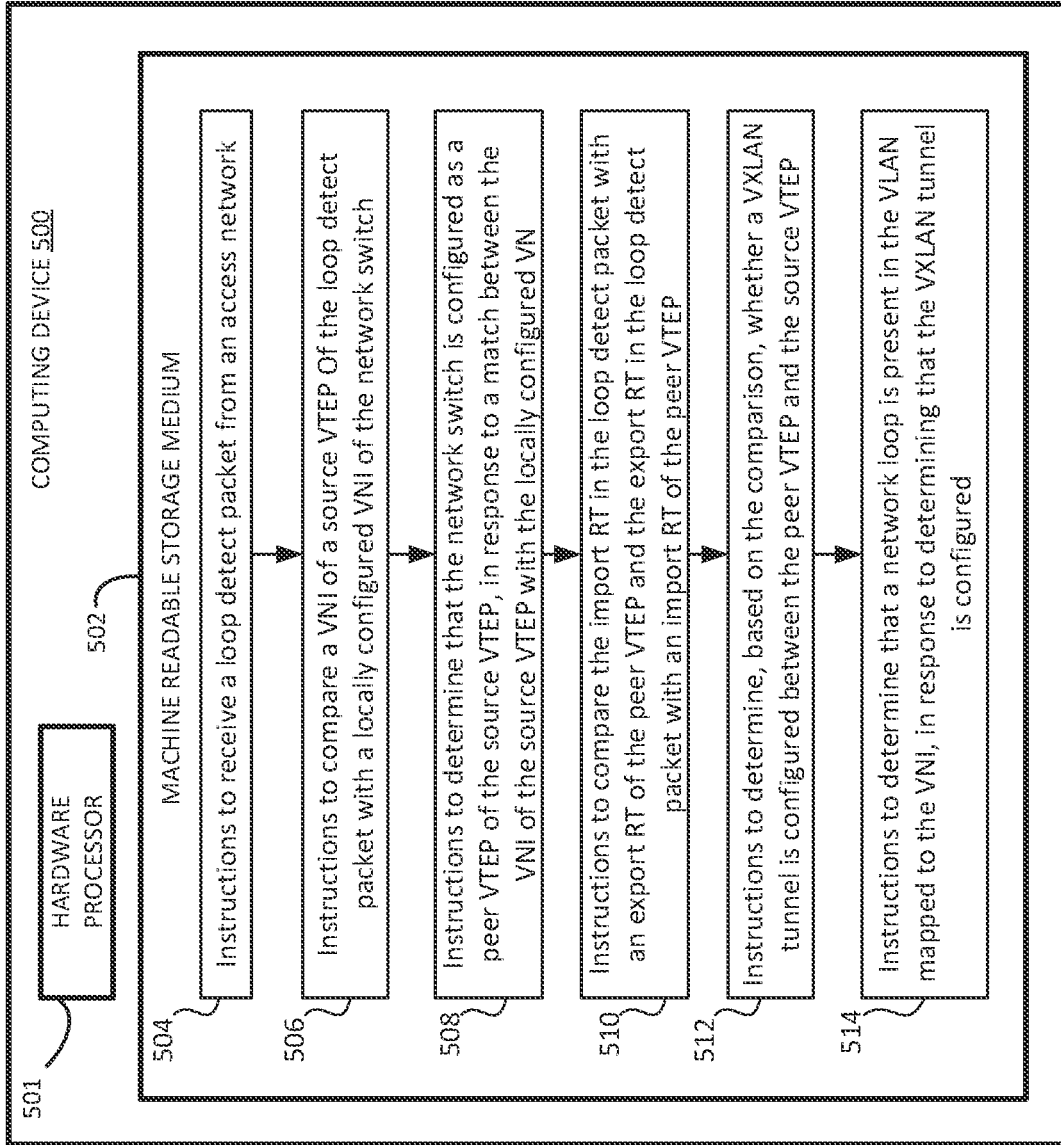 COMPUTING DEVICE 500
501
HARDWARE
PROCESSOR
502
MACHINE READABLE STORAGE MEDIUM
504
Instructions to receive a loop detect packet from an access network
506
Instructions to compare a VNI of a source VTEP Of the loop detect
packet with a locally configured VNI of the network switch
508
Instructions to determine that the network switch is configured as a
peer VTEP of the source VTEP, in response to a match between the
VNI of the source VTEP with the locally configured VN
510
Instructions to compare the import RT in the loop detect packet with
an export RT of the peer VTEP and the export RT in the loop detect
packet with an import RT of the peer VTEP
512
Instructions to determine, based on the comparison, whether a VXLAN
tunnel is configured between the peer VTEP and the source VTEP
514
Instructions to determine that a network loop is present in the VLAN
mapped to the VNI, in response to determining that the VXLAN tunnel
is configured